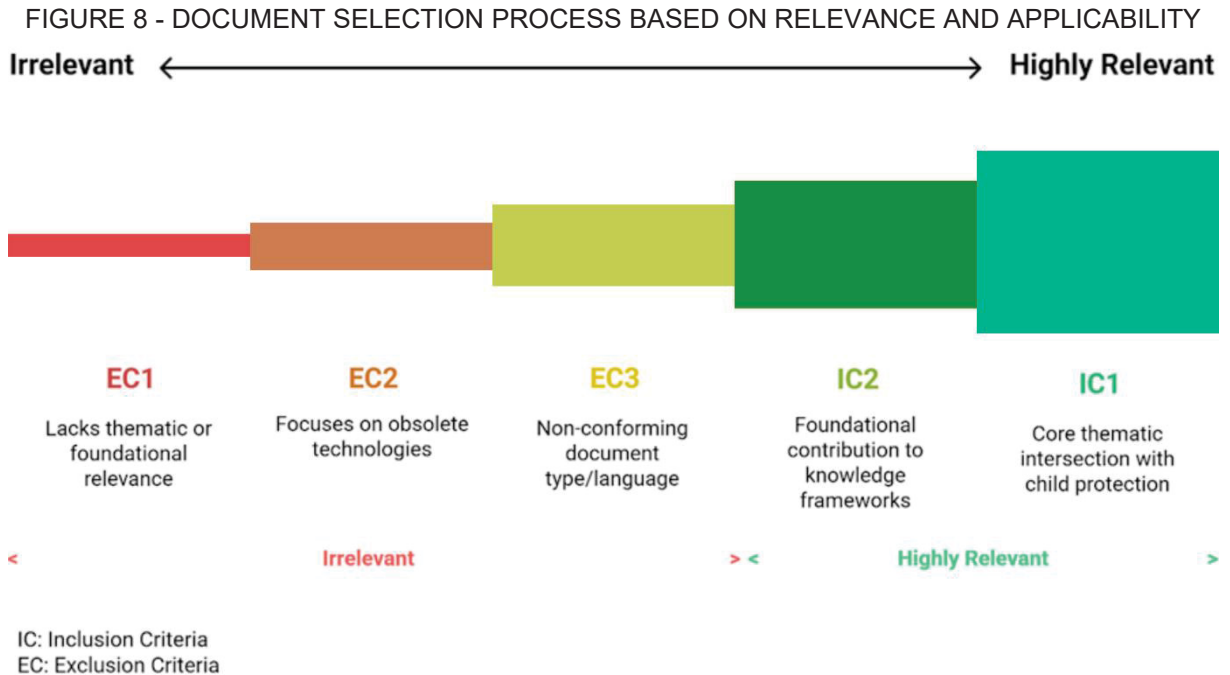 FIGURE 8 - DOCUMENT SELECTION PROCESS BASED ON RELEVANCE AND APPLICABILITY
Irrelevant
Highly Relevant
EC1
Lacks thematic or
foundational
relevance
EC2
Focuses on obsolete
technologies
EC3
Non-conforming
document
type/language
IC2
Foundational
contribution to
knowledge
frameworks
IC1
Core thematic
intersection with
child protection
< Irrelevant >
< Highly Relevant >
IC: Inclusion Criteria
EC: Exclusion Criteria